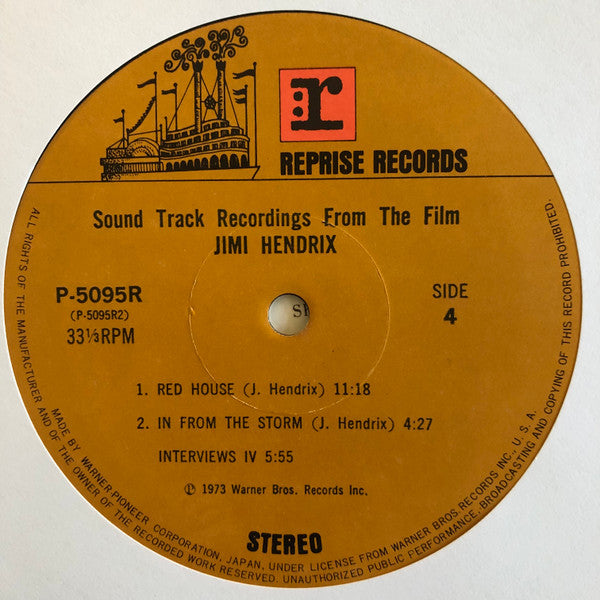 :r
REPRISE RECORDS
Sound Track Recordings From The Film
JIMI HENDRIX
P-5095R
(P-5095R2)
33⅓RPM
SIDE
4
1. RED HOUSE (J. Hendrix) 11:18
2. IN FROM THE STORM (J. Hendrix) 4:27
INTERVIEWS IV 5:55
℗ 1973 Warner Bros. Records Inc.
STEREO
ALL RIGHTS OF THE MANUFACTURER AND OF THE OWNER OF THE RECORDED WORK RESERVED. UNAUTHORIZED PUBLIC PERFORMANCE, BROADCASTING AND COPYING OF THIS RECORD PROHIBITED.
MADE BY WARNER-PIONEER CORPORATION, JAPAN, UNDER LICENSE FROM WARNER BROS. RECORDS INC., U.S.A.